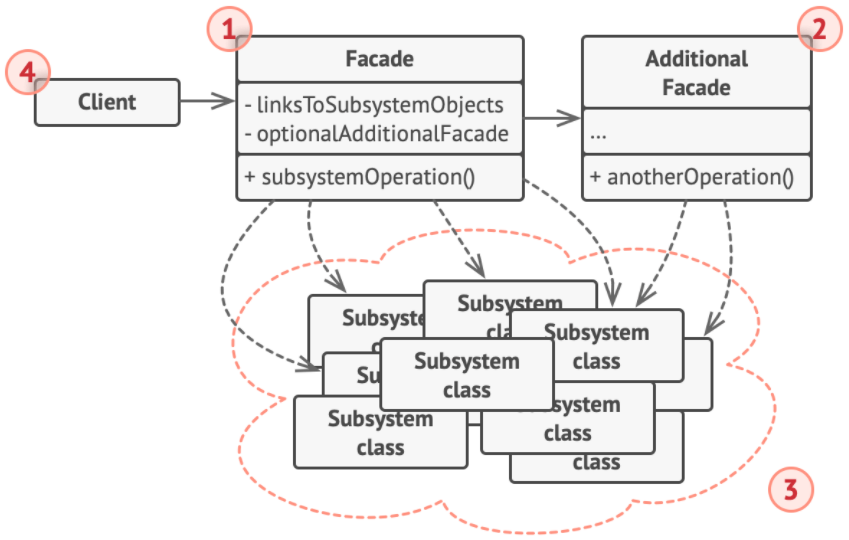 1
2
4
Client
Facade
- linksToSubsystemObjects
- optionalAdditionalFacade
+ subsystemOperation()
Additional
Facade
...
+ anotherOperation()
Subsystem
class
Subsystem
class
Subsystem
class
Subsystem
class
class
class
3